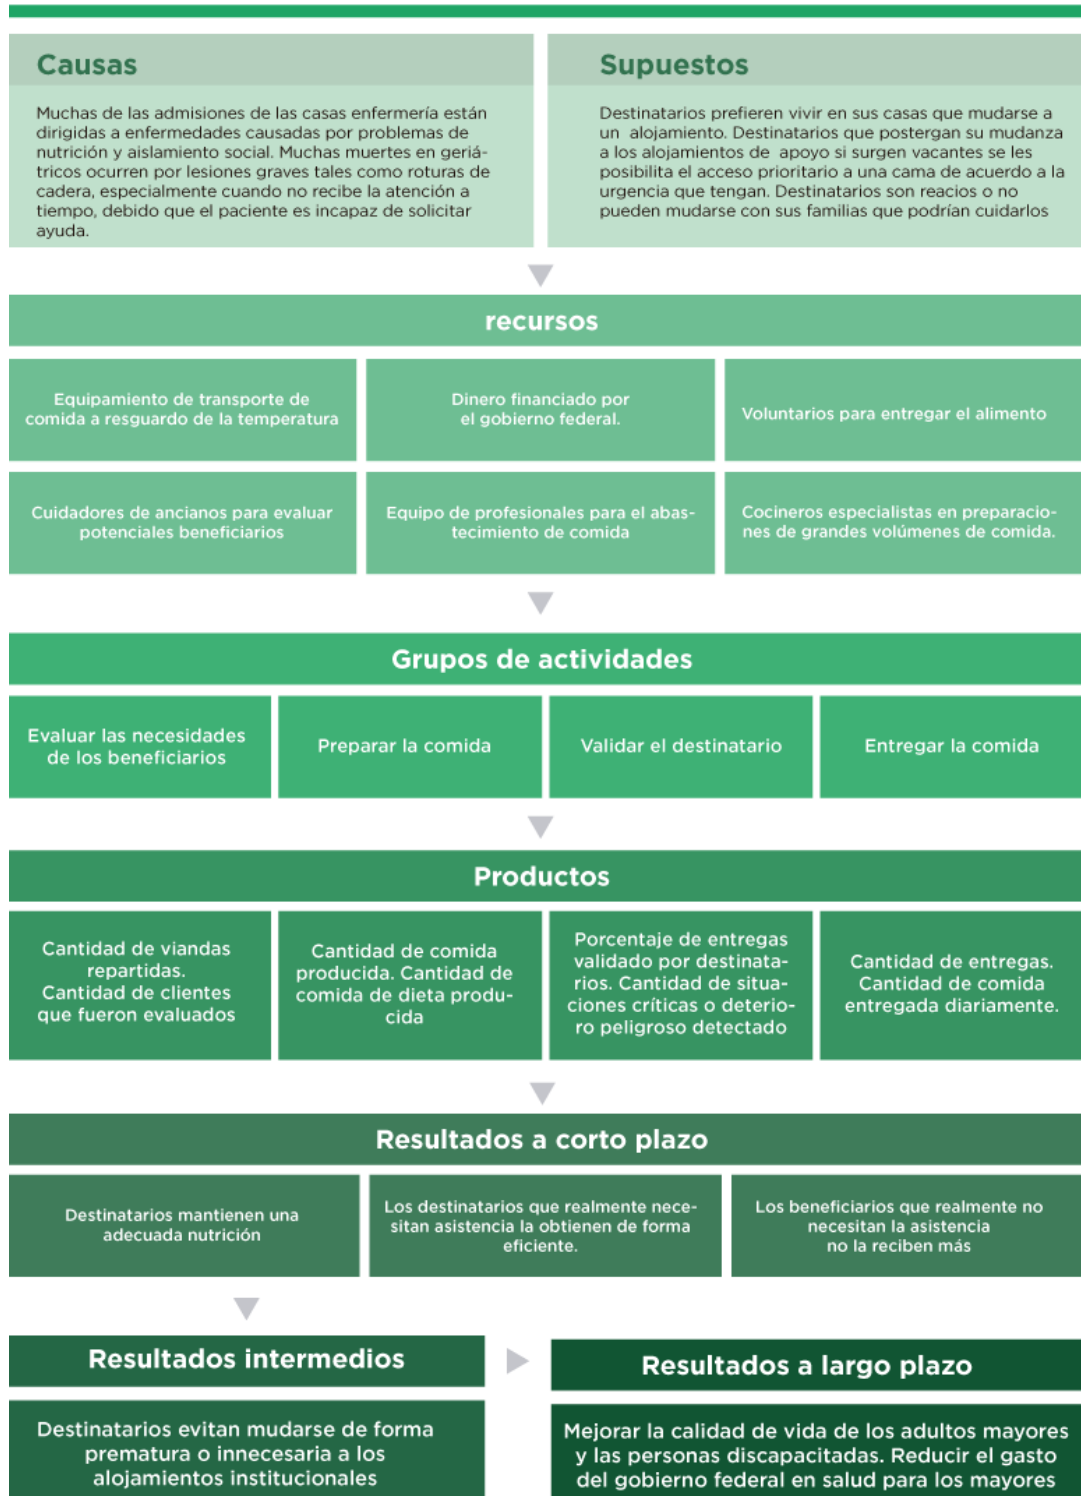 Causas
Muchas de las admisiones de las casas enfermería están
dirigidas a enfermedades causadas por problemas de
nutrición y aislamiento social. Muchas muertes en geriá-
tricos ocurren por lesiones graves tales como roturas de
cadera, especialmente cuando no recibe la atención a
tiempo, debido que el paciente es incapaz de solicitar
ayuda.
Supuestos
Destinatarios prefieren vivir en sus casas que mudarse a
un alojamiento. Destinatarios que postergan su mudanza
a los alojamientos de apoyo si surgen vacantes se les
posibilita el acceso prioritario a una cama de acuerdo a la
urgencia que tengan. Destinatarios son reacios o no
pueden mudarse con sus familias que podrían cuidarlos
recursos
Equipamiento de transporte de
comida a resguardo de la temperatura
Dinero financiado por
el gobierno federal.
Voluntarios para entregar el alimento
Cuidadores de ancianos para evaluar
potenciales beneficiarios
Equipo de profesionales para el abas-
tecimiento de comida
Cocineros especialistas en preparacio-
nes de grandes volúmenes de comida.
Grupos de actividades
Evaluar las necesidades
de los beneficiarios
Preparar la comida
Validar el destinatario
Entregar la comida
Productos
Cantidad de viandas
repartidas.
Cantidad de clientes
que fueron evaluados
Cantidad de comida
producida. Cantidad de
comida de dieta produ-
cida
Porcentaje de entregas
validado por destinata-
rios. Cantidad de situa-
ciones críticas o deterio-
ro peligroso detectado
Cantidad de entregas.
Cantidad de comida
entregada diariamente.
Resultados a corto plazo
Destinatarios mantienen una
adecuada nutrición
Los destinatarios que realmente nece-
sitan asistencia la obtienen de forma
eficiente.
Los beneficiarios que realmente no
necesitan la asistencia
no la reciben más
Resultados intermedios
Destinatarios evitan mudarse de forma
prematura o innecesaria a los
alojamientos institucionales
Resultados a largo plazo
Mejorar la calidad de vida de los adultos mayores
y las personas discapacitadas. Reducir el gasto
del gobierno federal en salud para los mayores